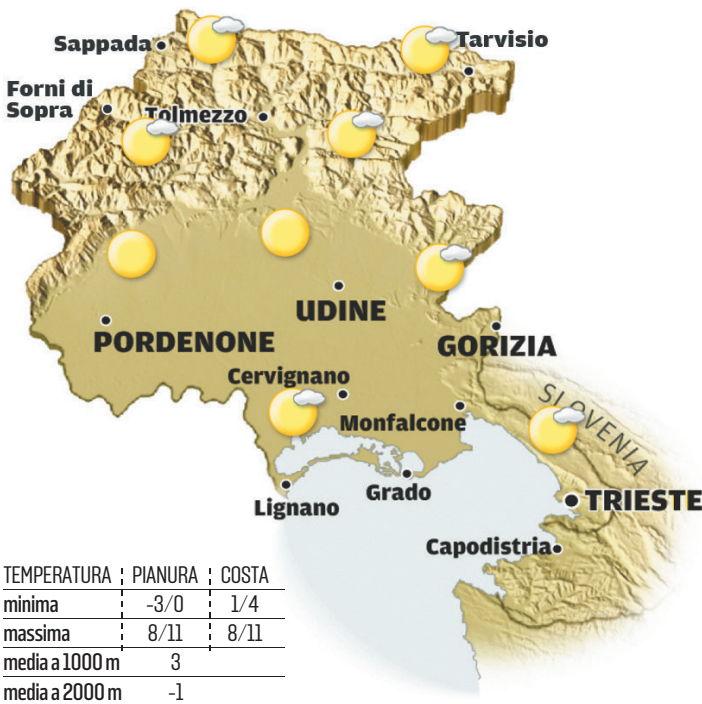 Sappada
Tarvisio
Forni di
Sopra
Tolmezzo
UDINE
PORDENONE
GORIZIA
Cervignano
SLOVENIA
Monfalcone
Grado
Lignano
TRIESTE
Capodistria
TEMPERATURA PIANURA COSTA
minima -3/0 1/4
massima 8/11 8/11
media a 1000 m 3
media a 2000 m -1